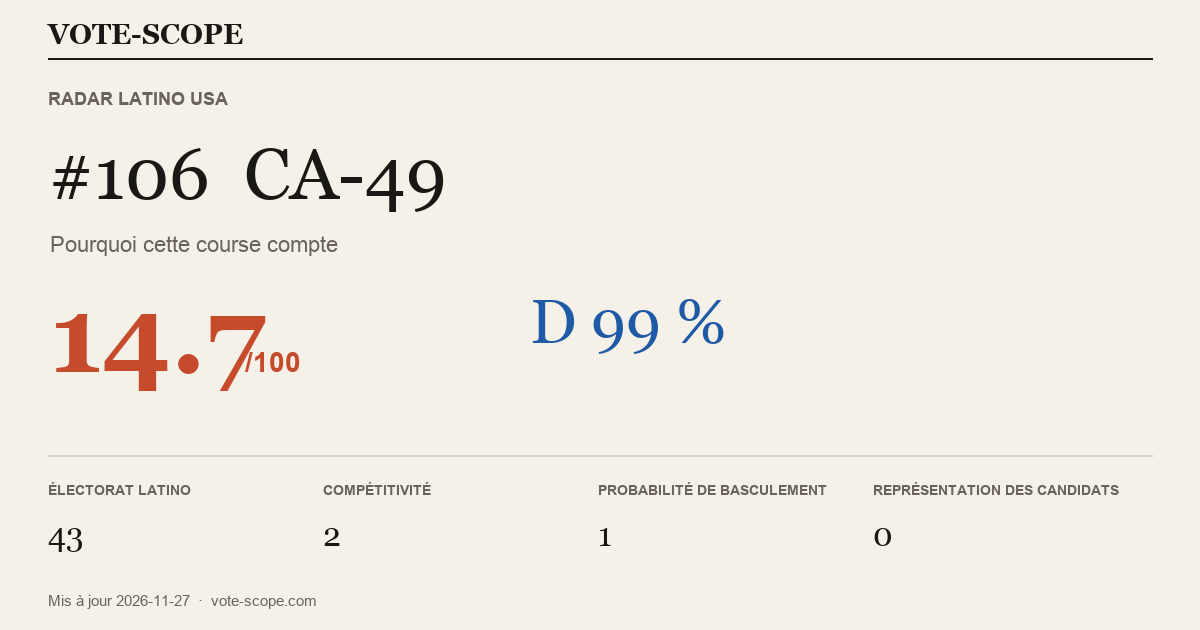 VOTE-SCOPE
RADAR LATINO USA
#106 CA-49
Pourquoi cette course compte
14.7/100
D 99 %
ÉLECTORAT LATINO
COMPÉTITIVITÉ
PROBABILITÉ DE BASCULEMENT
REPRÉSENTATION DES CANDIDATS
43
2
1
0
Mis à jour 2026-11-27 · vote-scope.com